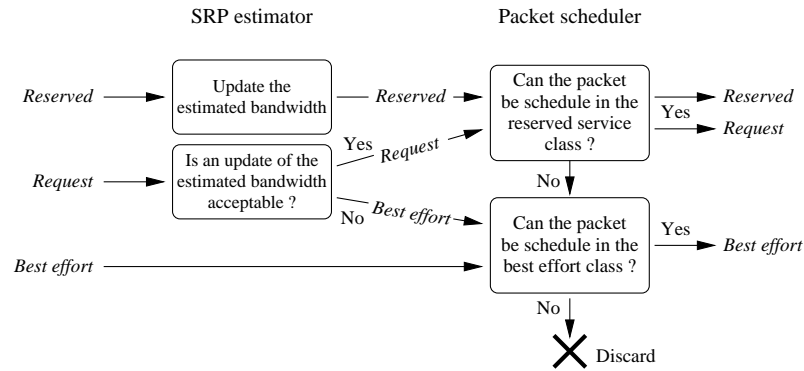 SRP estimator
Packet scheduler
Reserved
Update the
estimated bandwidth
Reserved
Can the packet
be schedule in the
reserved service
class ?
Yes
Reserved
Request
Request
Is an update of the
estimated bandwidth
acceptable ?
Yes
Request
No
Best effort
No
Can the packet
be schedule in the
best effort class ?
Yes
Best effort
Best effort
No
Discard